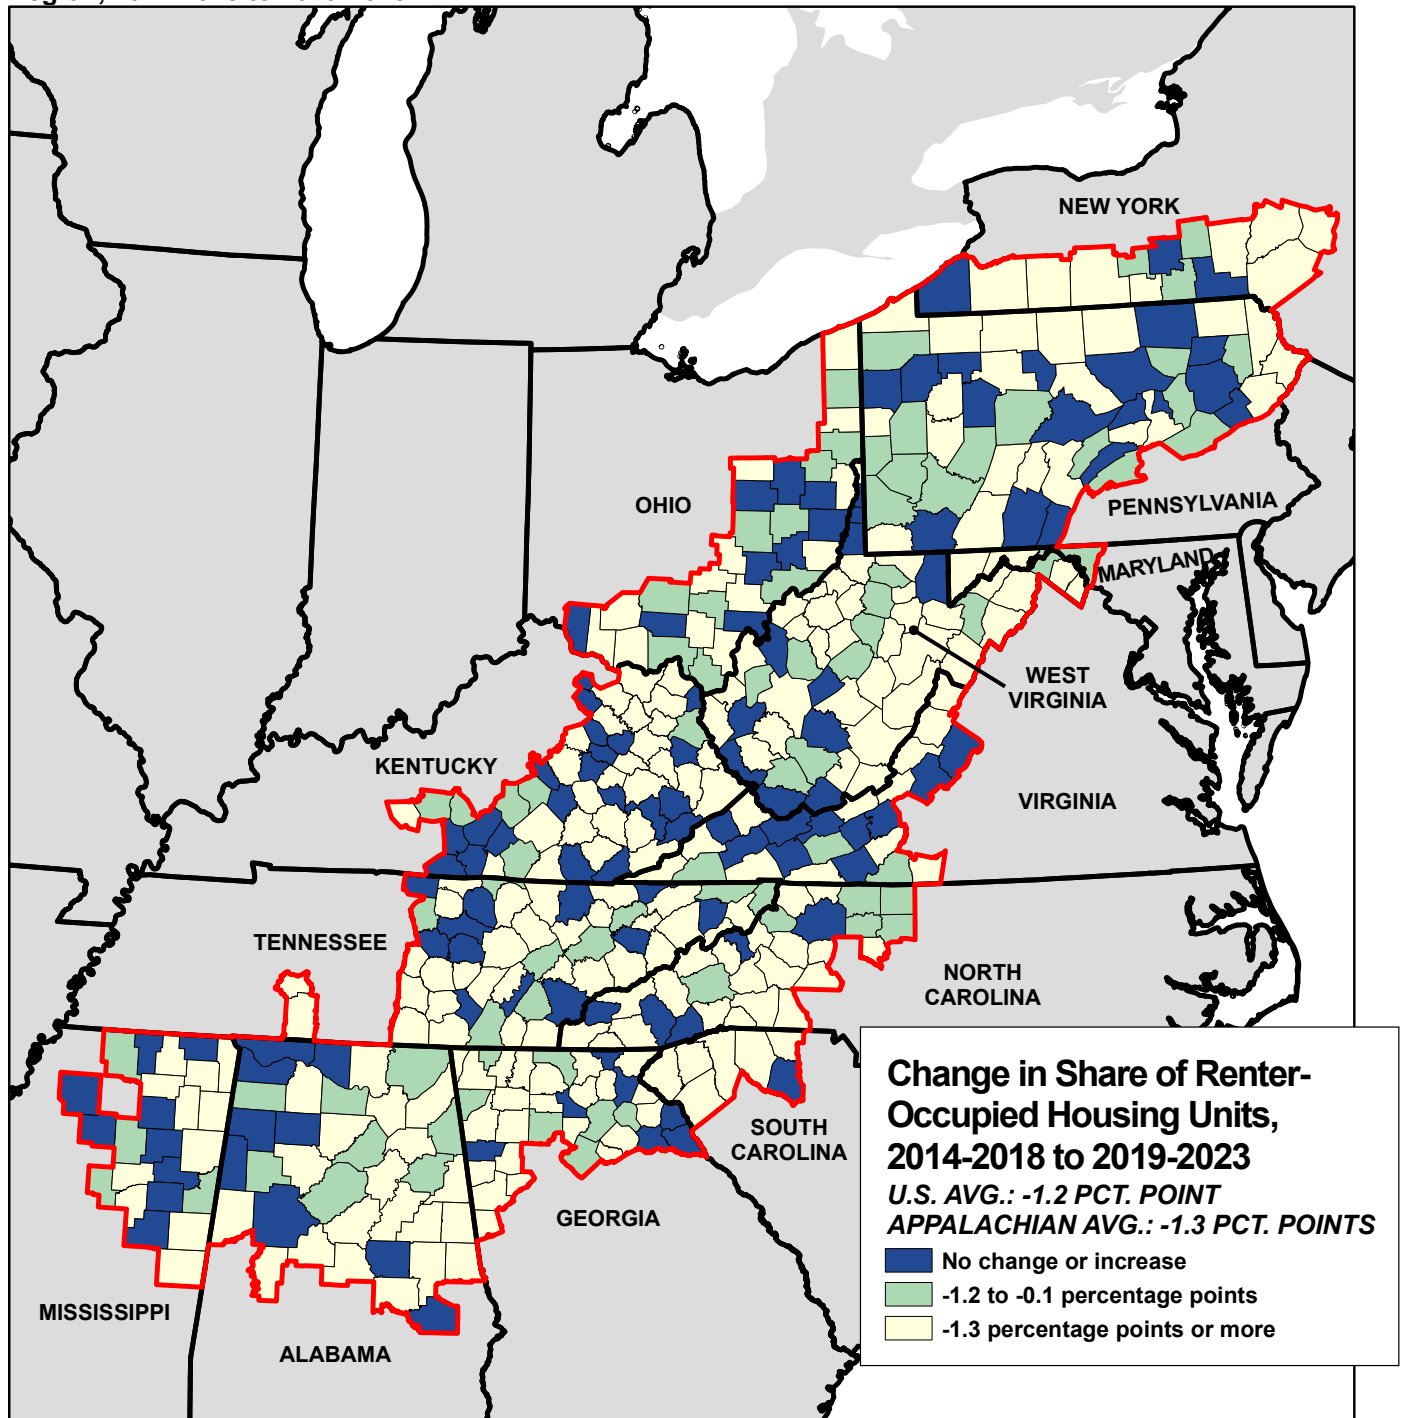 NEW YORK
OHIO
PENNSYLVANIA
MARYLAND
WEST
VIRGINIA
KENTUCKY
VIRGINIA
TENNESSEE
NORTH
CAROLINA
SOUTH
CAROLINA
GEORGIA
MISSISSIPPI
ALABAMA
Change in Share of Renter-
Occupied Housing Units,
2014-2018 to 2019-2023
U.S. AVG.: -1.2 PCT. POINT
APPALACHIAN AVG.: -1.3 PCT. POINTS
No change or increase
-1.2 to -0.1 percentage points
-1.3 percentage points or more